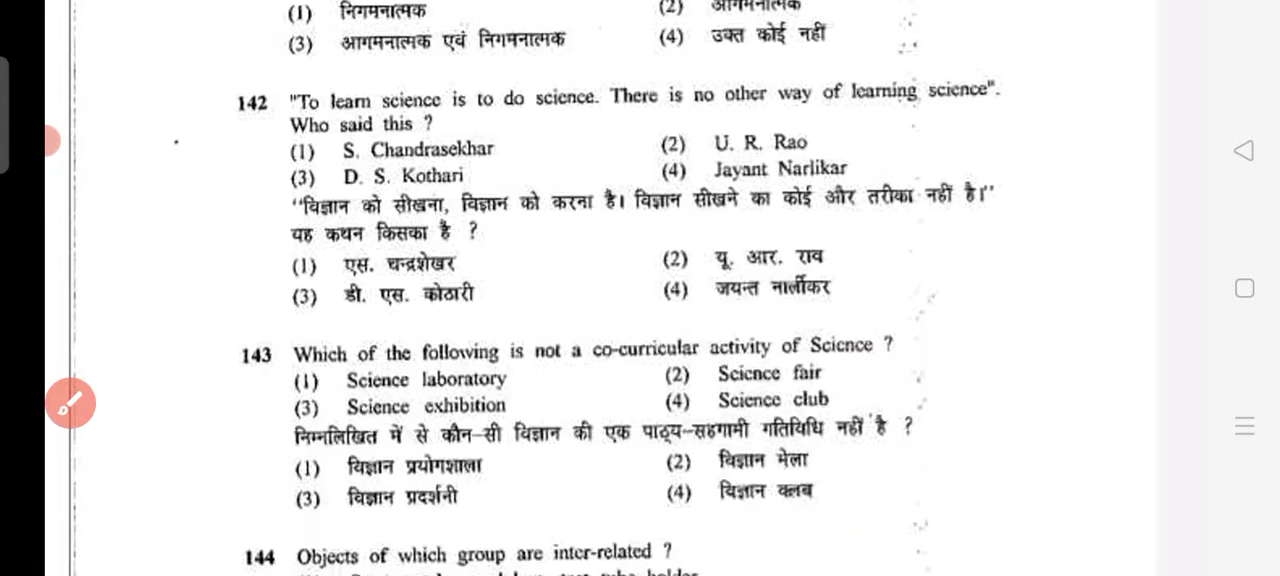 (1) निगमनात्मक (2) आगमनात्मक
(3) आगमनात्मक एवं निगमनात्मक (4) उक्त कोई नहीं
142 "To learn science is to do science. There is no other way of learning science".
Who said this ?
(1) S. Chandrasekhar (2) U. R. Rao
(3) D. S. Kothari (4) Jayant Narlikar
"विज्ञान को सीखना, विज्ञान को करना है। विज्ञान सीखने का कोई और तरीका नहीं है।"
यह कथन किसका है ?
(1) एस. चन्द्रशेखर (2) यू. आर. राव
(3) डी. एस. कोठारी (4) जयन्त नार्लीकर
143 Which of the following is not a co-curricular activity of Science ?
(1) Science laboratory (2) Science fair
(3) Science exhibition (4) Science club
निम्नलिखित में से कौन-सी विज्ञान की एक पाठ्य-सहगामी गतिविधि नहीं है ?
(1) विज्ञान प्रयोगशाला (2) विज्ञान मेला
(3) विज्ञान प्रदर्शनी (4) विज्ञान क्लब
144 Objects of which group are inter-related ?